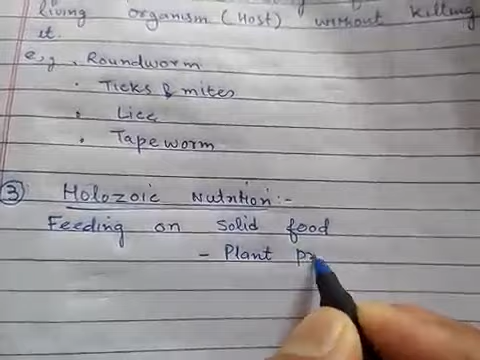 living organism (Host) without killing
it.
e.g. Roundworm
· Ticks & mites
· Lice
· Tapeworm
③ Holozoic Nutrition:-
Feeding on solid food
- Plant